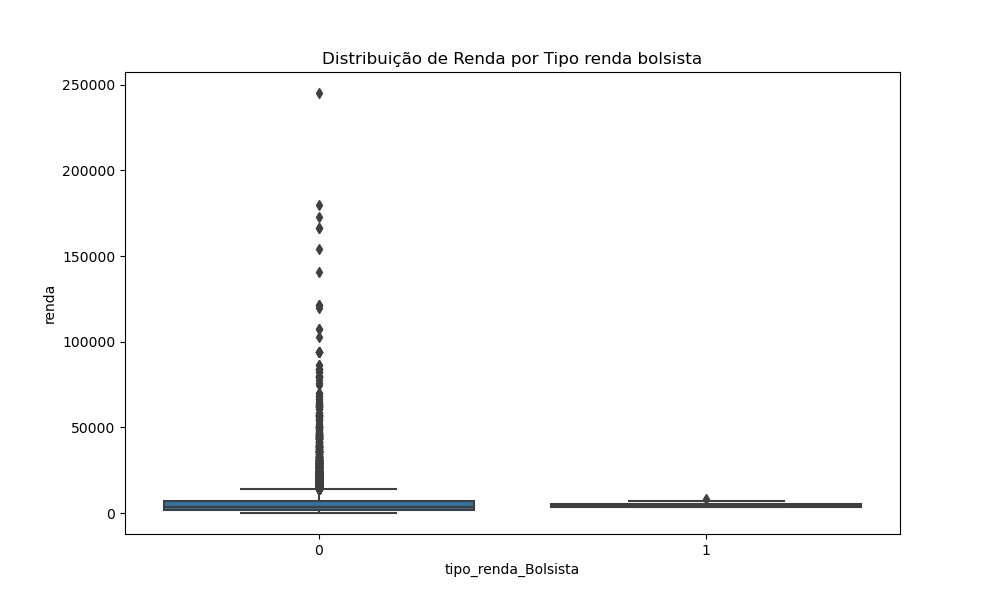 Distribuição de Renda por Tipo renda bolsista
250000
200000
150000
100000
50000
0
renda
0 1
tipo_renda_Bolsista